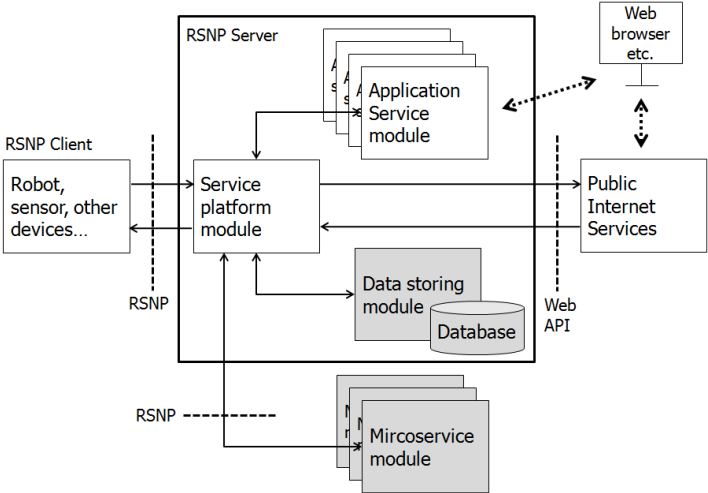 RSNP Server
Web
browser
etc.
Application
Service
module
RSNP Client
Robot,
sensor, other
devices...
Service
platform
module
Public
Internet
Services
RSNP
Data storing
module
Database
Web
API
RSNP
Mircoservice
module